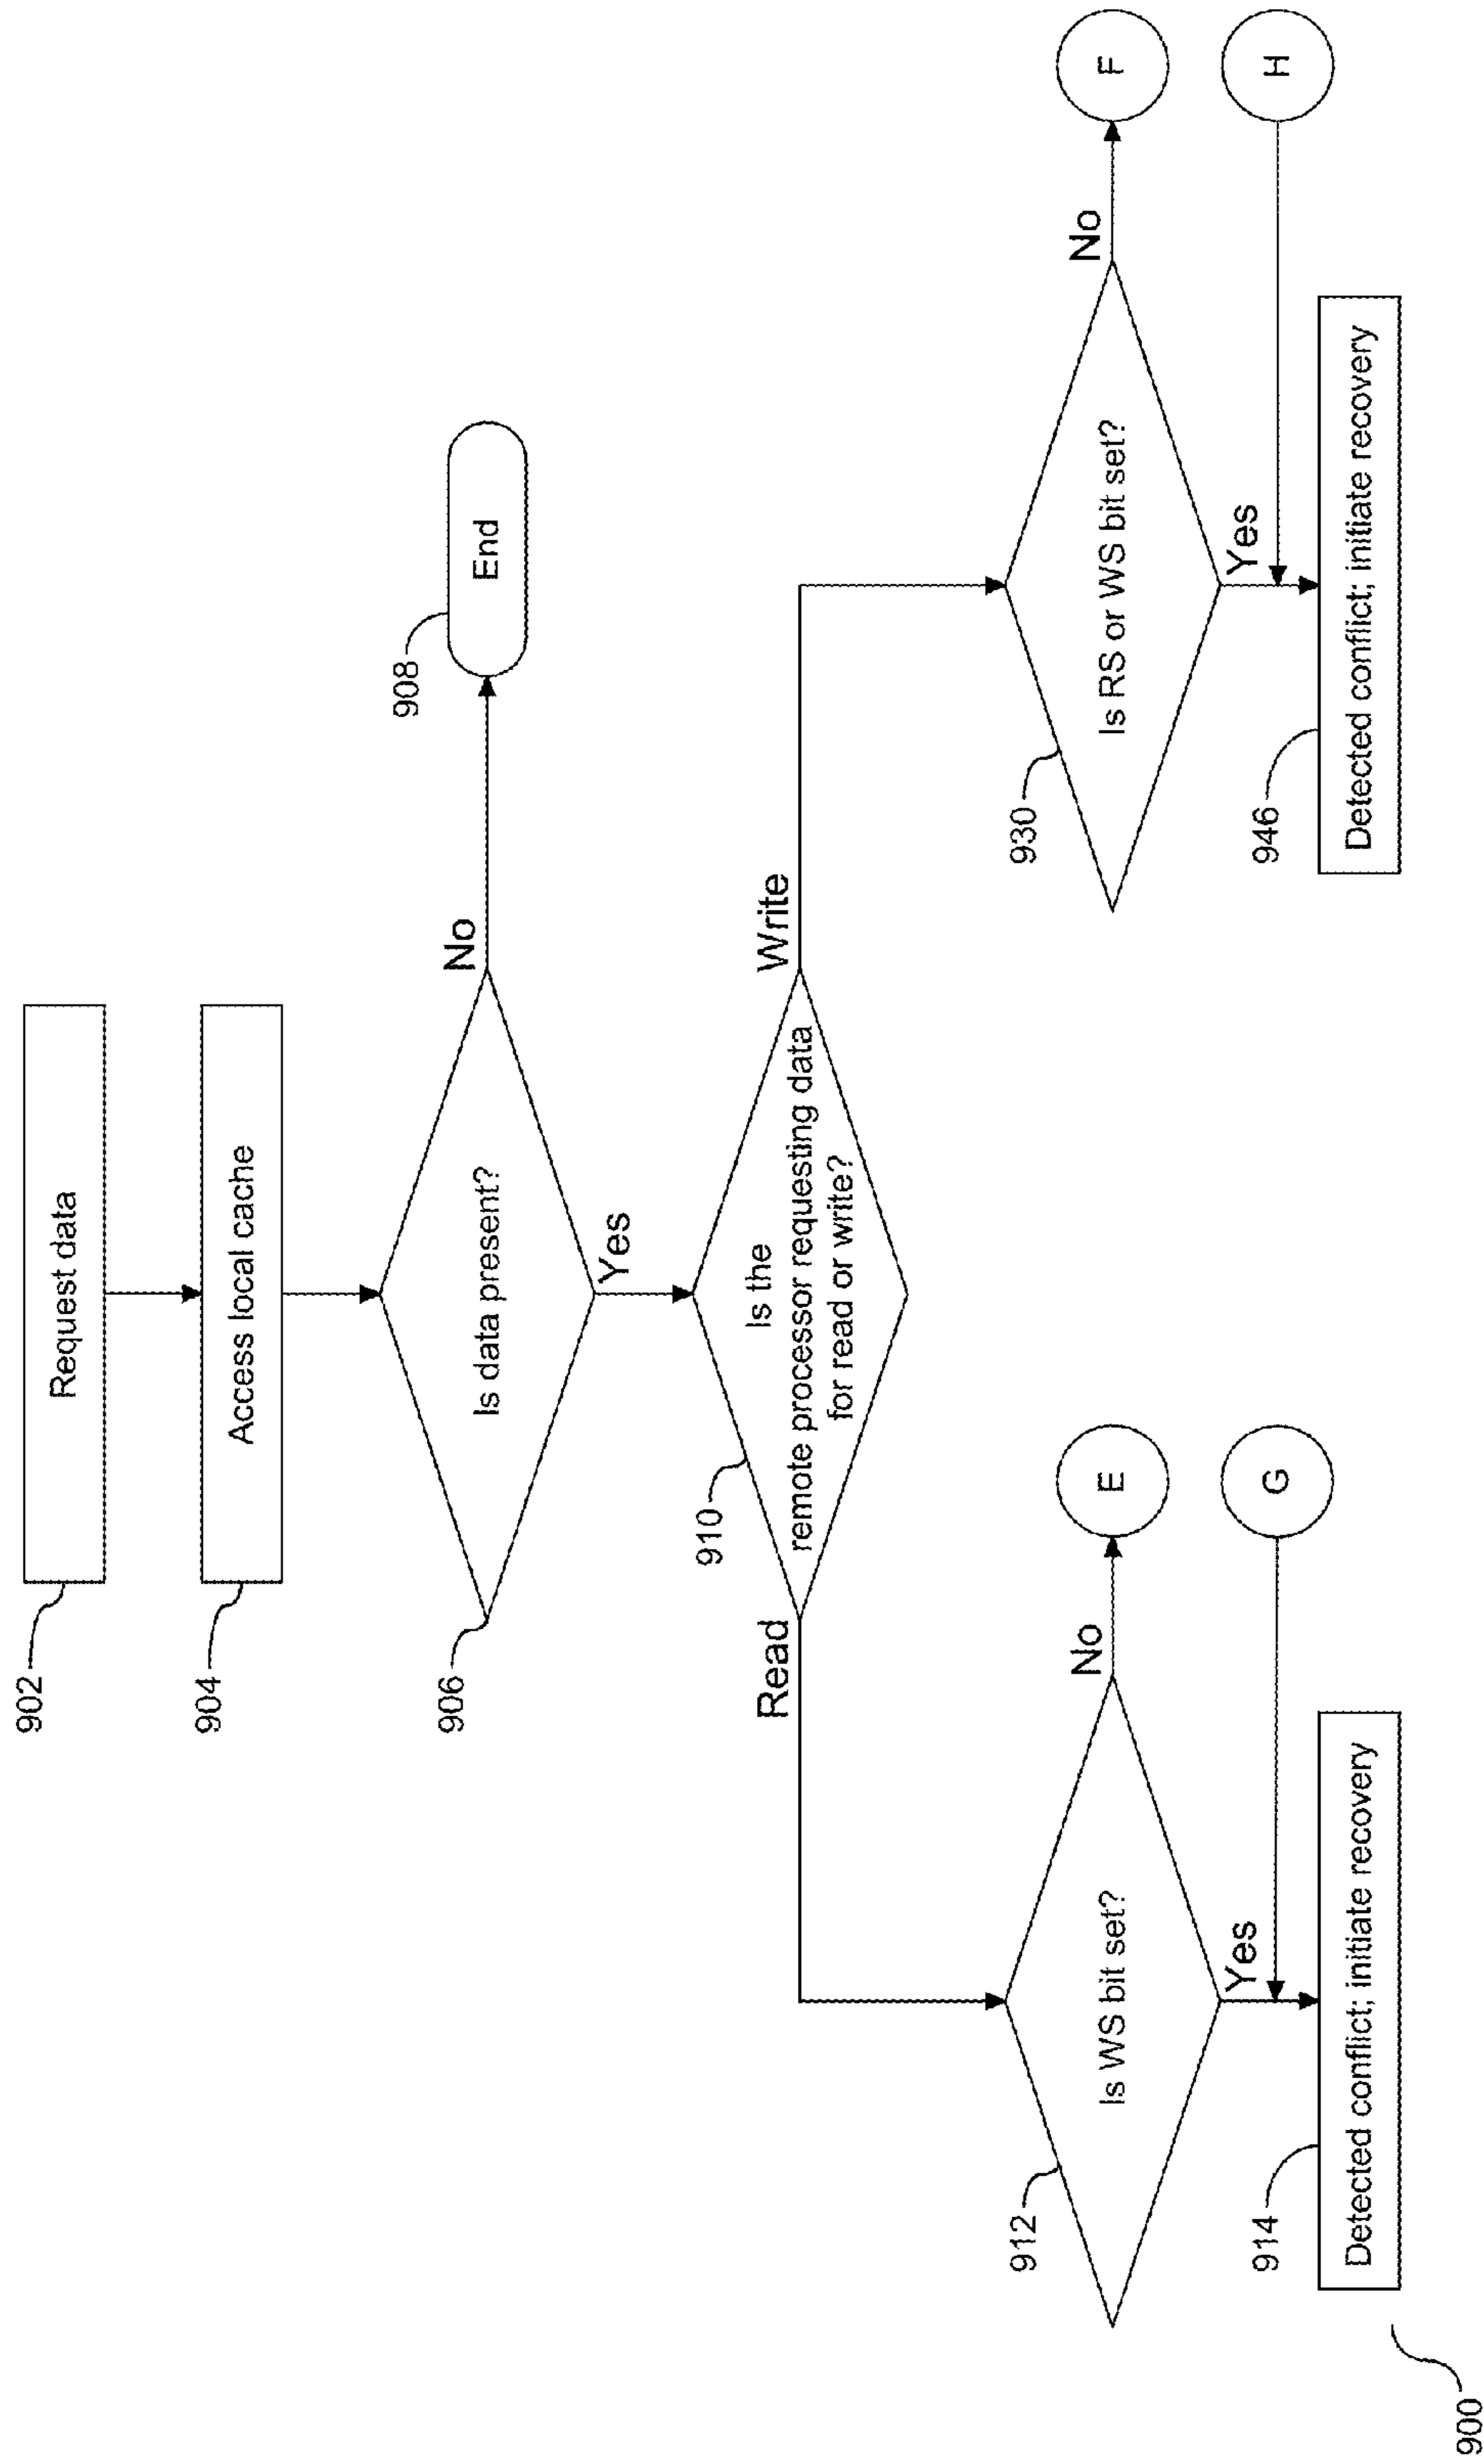 902
Request data
904
Access local cache
906
Is data present?
No
908
End
Yes
910
Is the
remote processor requesting data
for read or write?
Read
Write
912
Is WS bit set?
No
E
930
Is RS or WS bit set?
No
F
Yes
G
Yes
H
914
Detected conflict; initiate recovery
946
Detected conflict; initiate recovery
900